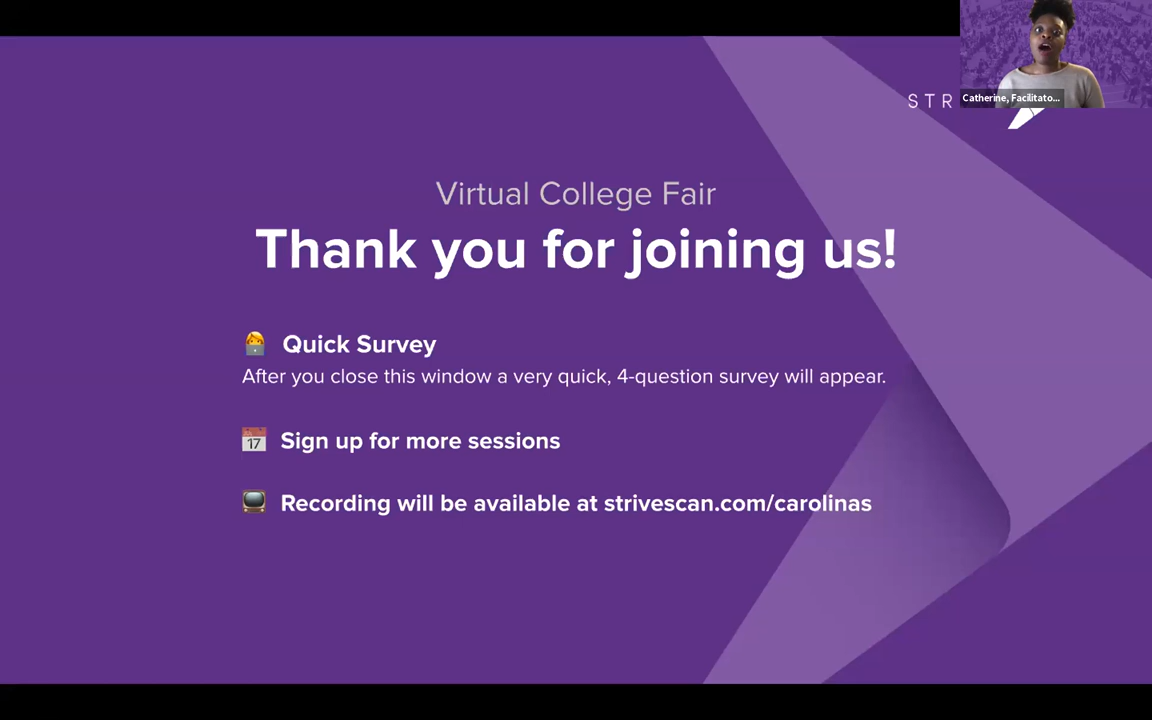 STR
Catherine, Facilitato...
Virtual College Fair
Thank you for joining us!
Quick Survey
After you close this window a very quick, 4-question survey will appear.
17
Sign up for more sessions
Recording will be available at strivescan.com/carolinas